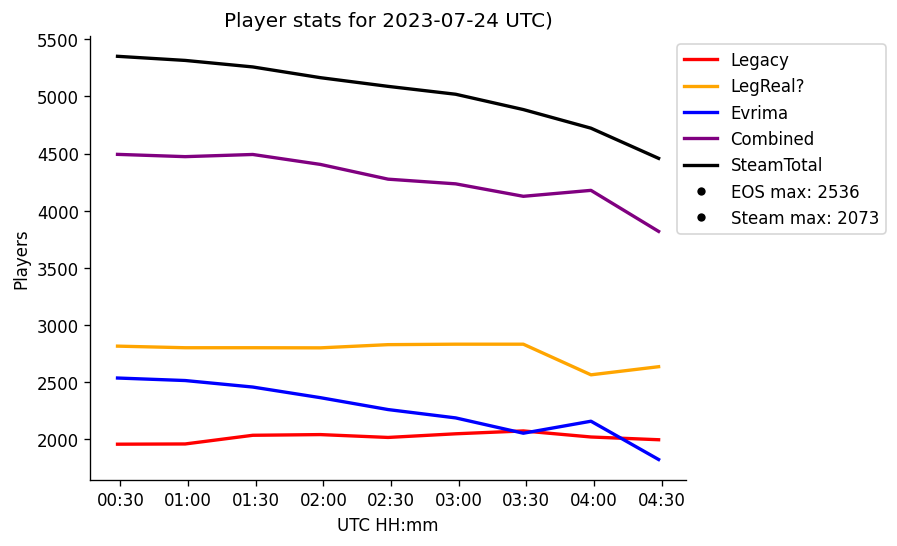 Player stats for 2023-07-24 UTC)
5500
5000
4500
4000
3500
3000
2500
2000
Players
00:30 01:00 01:30 02:00 02:30 03:00 03:30 04:00 04:30
UTC HH:mm
Legacy
LegReal?
Evrima
Combined
SteamTotal
EOS max: 2536
Steam max: 2073